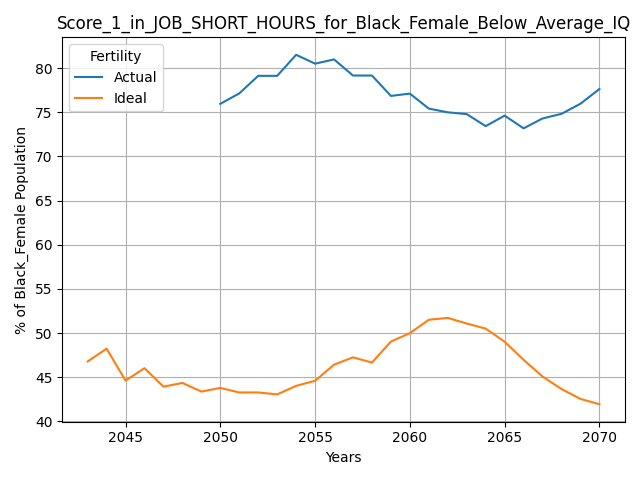 Score_1_in_JOB_SHORT_HOURS_for_Black_Female_Below_Average_IQ
Fertility
Actual
Ideal
% of Black_Female Population
80
75
70
65
60
55
50
45
40
2045 2050 2055 2060 2065 2070
Years